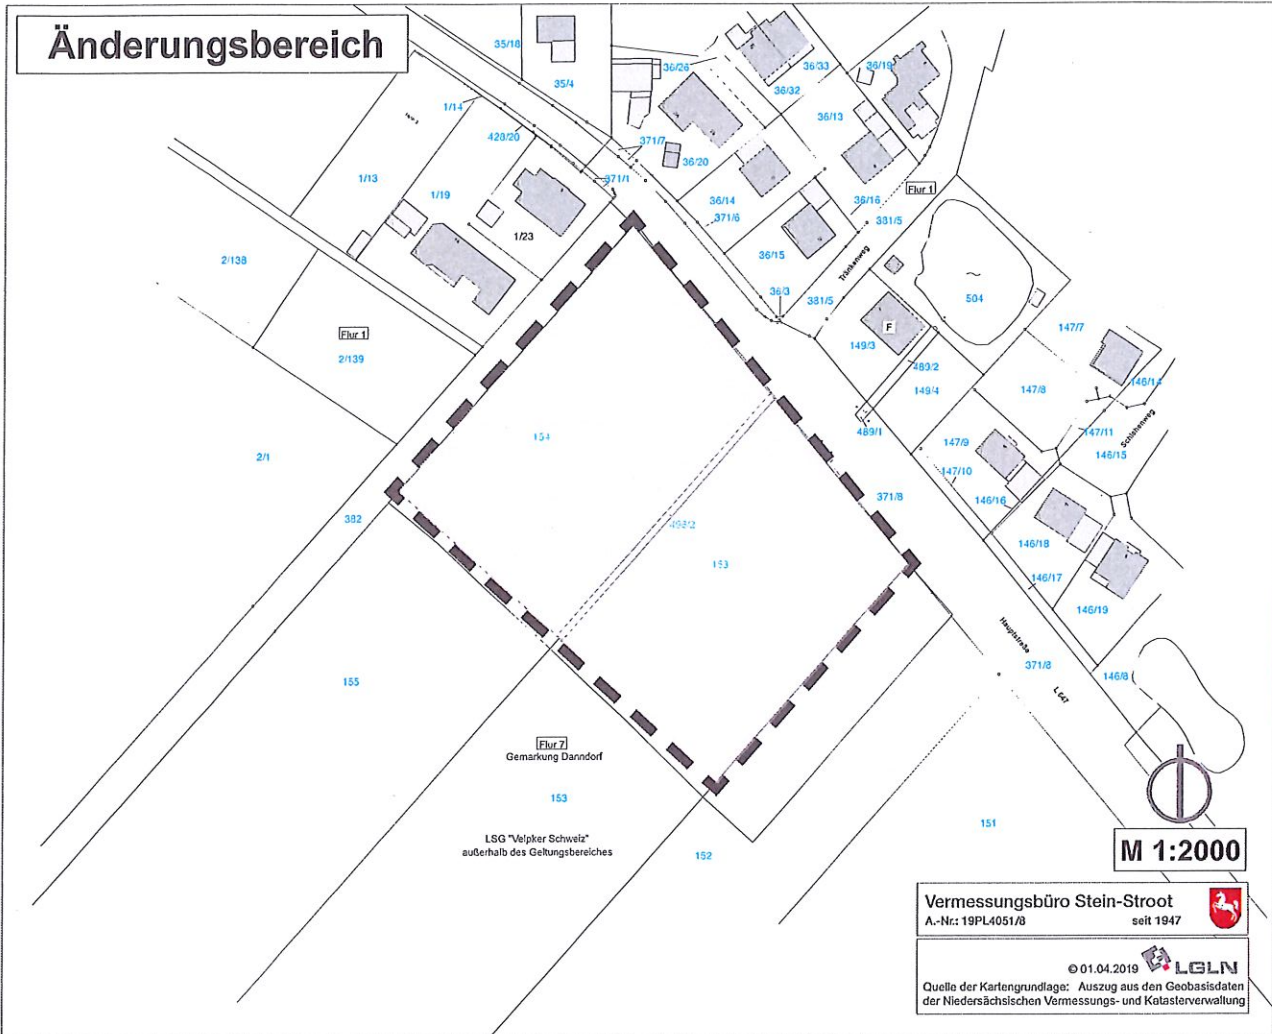 Änderungsbereich
35/18
35/4
36/26
36/33
36/32
36/19
1/14
428/20
371/7
36/13
36/20
1/13
1/19
371/1
36/14
371/6
36/16
Flur 1
381/5
1/23
2/138
36/15
Tränkenweg
36/3
381/5
504
Flur 1
2/139
F
149/3
147/7
489/2
149/4
147/8
146/14
154
489/1
147/9
147/11
Schlehenweg
2/1
147/10
146/15
382
371/8
146/16
498/2
146/18
153
146/17
146/19
Hauptstraße
371/8
146/8
L 647
155
Flur 7
Gemarkung Danndorf
153
LSG "Velpker Schweiz"
außerhalb des Geltungsbereiches
152
151
M 1:2000
Vermessungsbüro Stein-Stroot
A.-Nr.: 19PL4051/8 seit 1947
© 01.04.2019 LGLN
Quelle der Kartengrundlage: Auszug aus den Geobasisdaten
der Niedersächsischen Vermessungs- und Katasterverwaltung